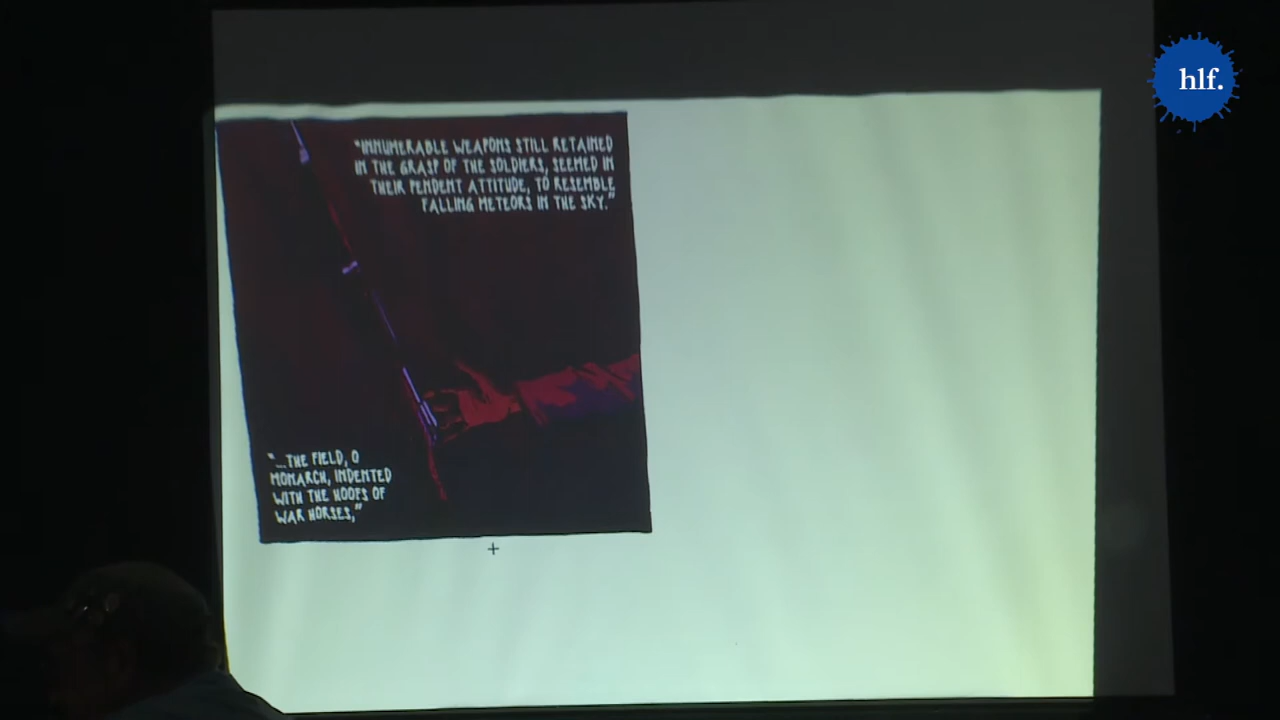 "INNUMERABLE WEAPONS STILL RETAINED
IN THE GRASP OF THE SOLDIERS, SEEMED IN
THEIR PENDENT ATTITUDE, TO RESEMBLE
FALLING METEORS IN THE SKY."
"...THE FIELD, O
MONARCH, INDENTED
WITH THE HOOFS OF
WAR HORSES,"
hlf.